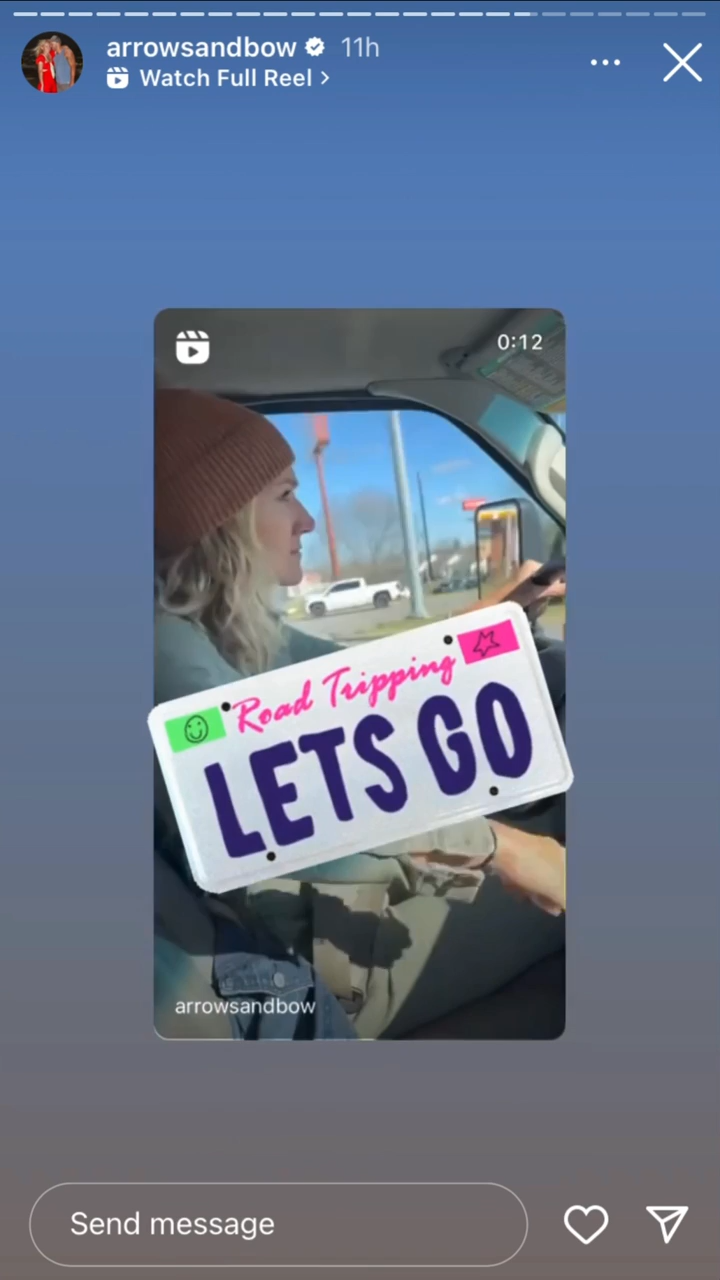 arrowsandbow 11h
Watch Full Reel >
0:12
Road Tripping
LETS GO
arrowsandbow
Send message